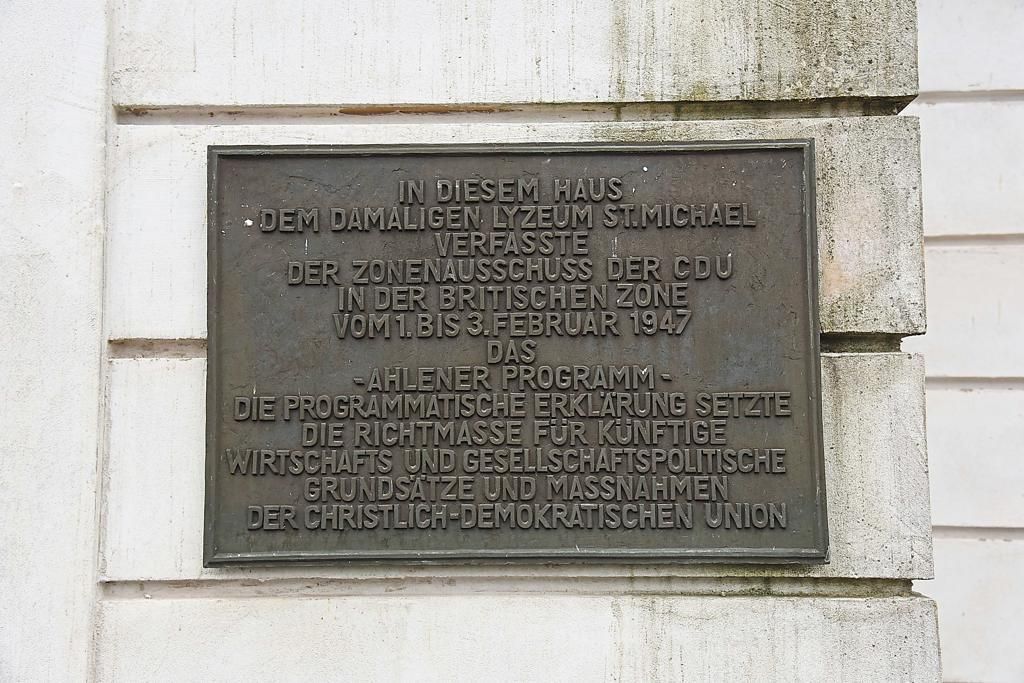 IN DIESEM HAUS
DEM DAMALIGEN LYZEUM ST. MICHAEL
VERFASSTE
DER ZONENAUSSCHUSS DER CDU
IN DER BRITISCHEN ZONE
VOM 1. BIS 3. FEBRUAR 1947
DAS
- AHLENER PROGRAMM -
DIE PROGRAMMATISCHE ERKLÄRUNG SETZTE
DIE RICHTMASSE FÜR KÜNFTIGE
WIRTSCHAFTS UND GESELLSCHAFTSPOLITISCHE
GRUNDSÄTZE UND MASSNAHMEN
DER CHRISTLICH-DEMOKRATISCHEN UNION